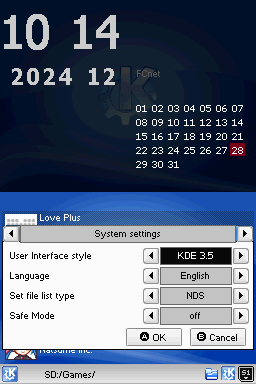 10 14
2024 12
FCnet
01 02 03 04 05 06 07
08 09 10 11 12 13 14
15 16 17 18 19 20 21
22 23 24 25 26 27 28
29 30 31
Love Plus
System settings
User Interface style KDE 3.5
Language English
Set file list type NDS
Safe Mode off
A OK B Cancel
Natsume Inc.
SD:/Games/